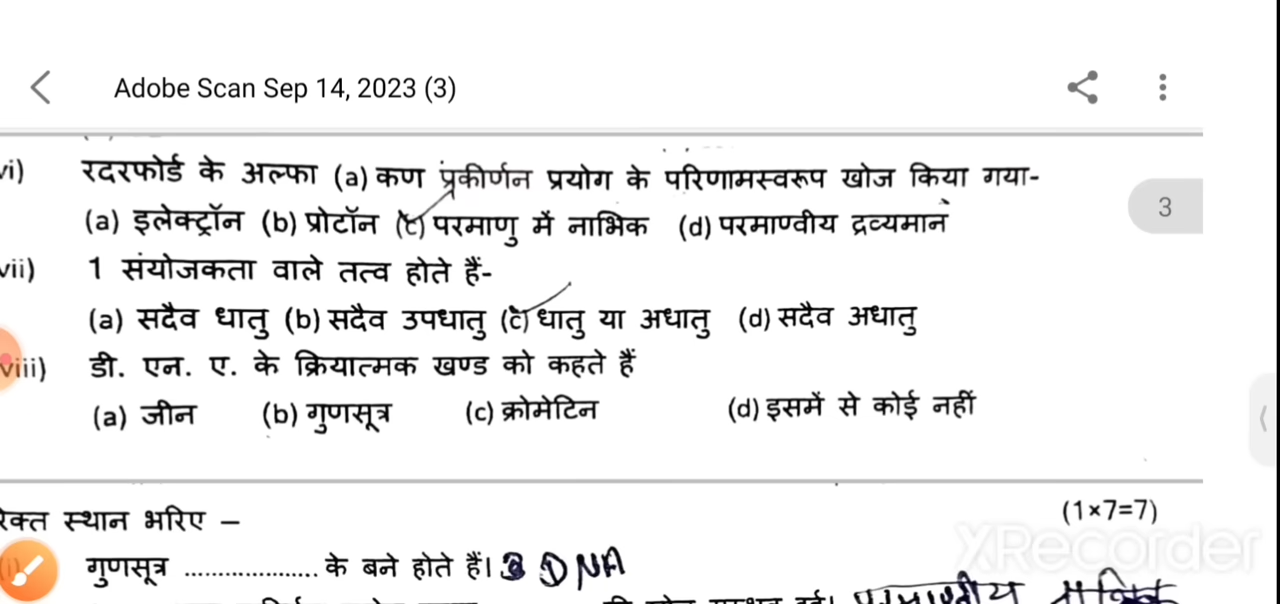 Adobe Scan Sep 14, 2023 (3)
vi) रदरफोर्ड के अल्फा (a) कण प्रकीर्णन प्रयोग के परिणामस्वरूप खोज किया गया-
3
(a) इलेक्ट्रॉन (b) प्रोटॉन (c) परमाणु में नाभिक (d) परमाण्वीय द्रव्यमान
vii) 1 संयोजकता वाले तत्व होते हैं-
(a) सदैव धातु (b) सदैव उपधातु (c) धातु या अधातु (d) सदैव अधातु
viii) डी. एन. ए. के क्रियात्मक खण्ड को कहते हैं
(a) जीन (b) गुणसूत्र (c) क्रोमेटिन (d) इसमें से कोई नहीं
रिक्त स्थान भरिए – (1×7=7)
XRecorder
(i) गुणसूत्र .................... के बने होते हैं। DNA